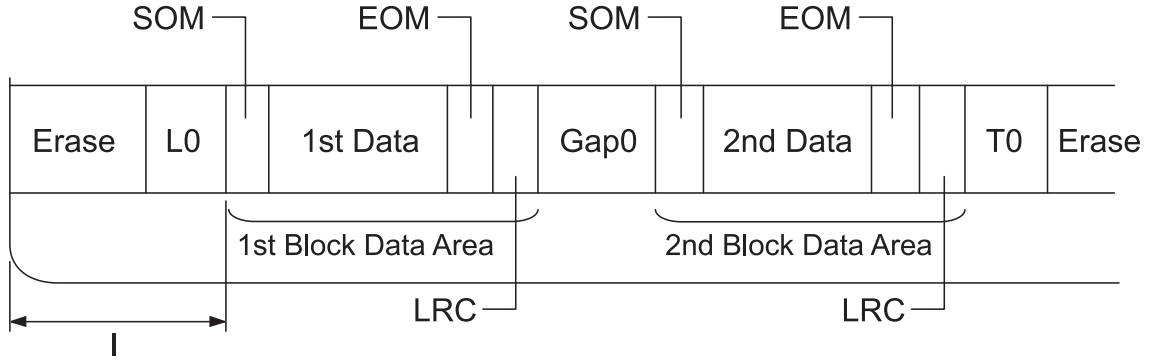 SOM EOM SOM EOM
Erase L0 1st Data Gap0 2nd Data T0 Erase
1st Block Data Area 2nd Block Data Area
LRC LRC
I